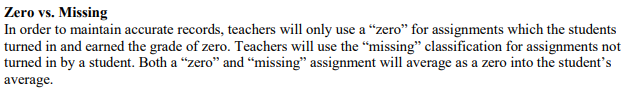 Zero vs. Missing
In order to maintain accurate records, teachers will only use a “zero” for assignments which the students
turned in and earned the grade of zero. Teachers will use the “missing” classification for assignments not
turned in by a student. Both a “zero” and “missing” assignment will average as a zero into the student’s
average.